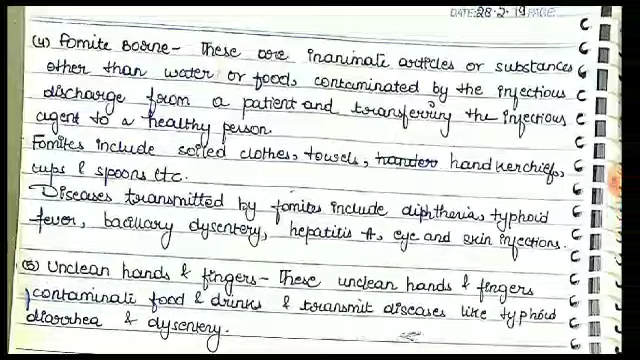 DATE: 28-2-19 PAGE
(4) Fomite Borne - These are inanimate articles or substances
other than water or food, contaminated by the infectious
discharge from a patient and transferring the infectious
agent to a healthy person.
Fomites include soiled clothes, towels, handkerchiefs,
cups & spoons etc.
Diseases transmitted by fomites include diphtheria, typhoid
fever, bacillary dysentery, hepatitis A, eye and skin infections.
(5) Unclean hands & fingers - These unclean hands & fingers
contaminate food & drinks & transmit diseases like typhoid
diarrhea & dysentery.